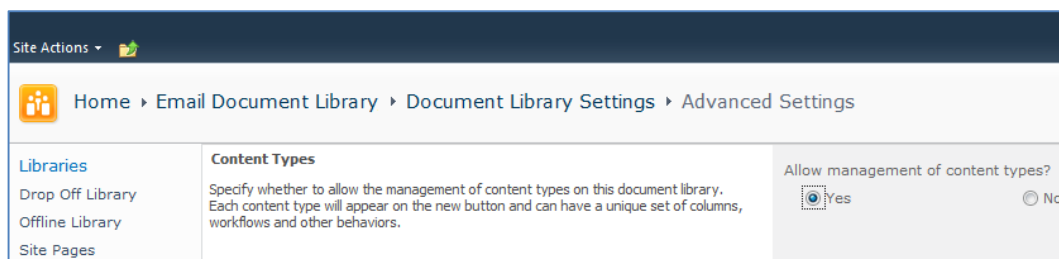 Site Actions
Home ▸ Email Document Library ▸ Document Library Settings ▸ Advanced Settings
Libraries
Drop Off Library
Offline Library
Site Pages
Content Types
Specify whether to allow the management of content types on this document library.
Each content type will appear on the new button and can have a unique set of columns,
workflows and other behaviors.
Allow management of content types?
Yes
No